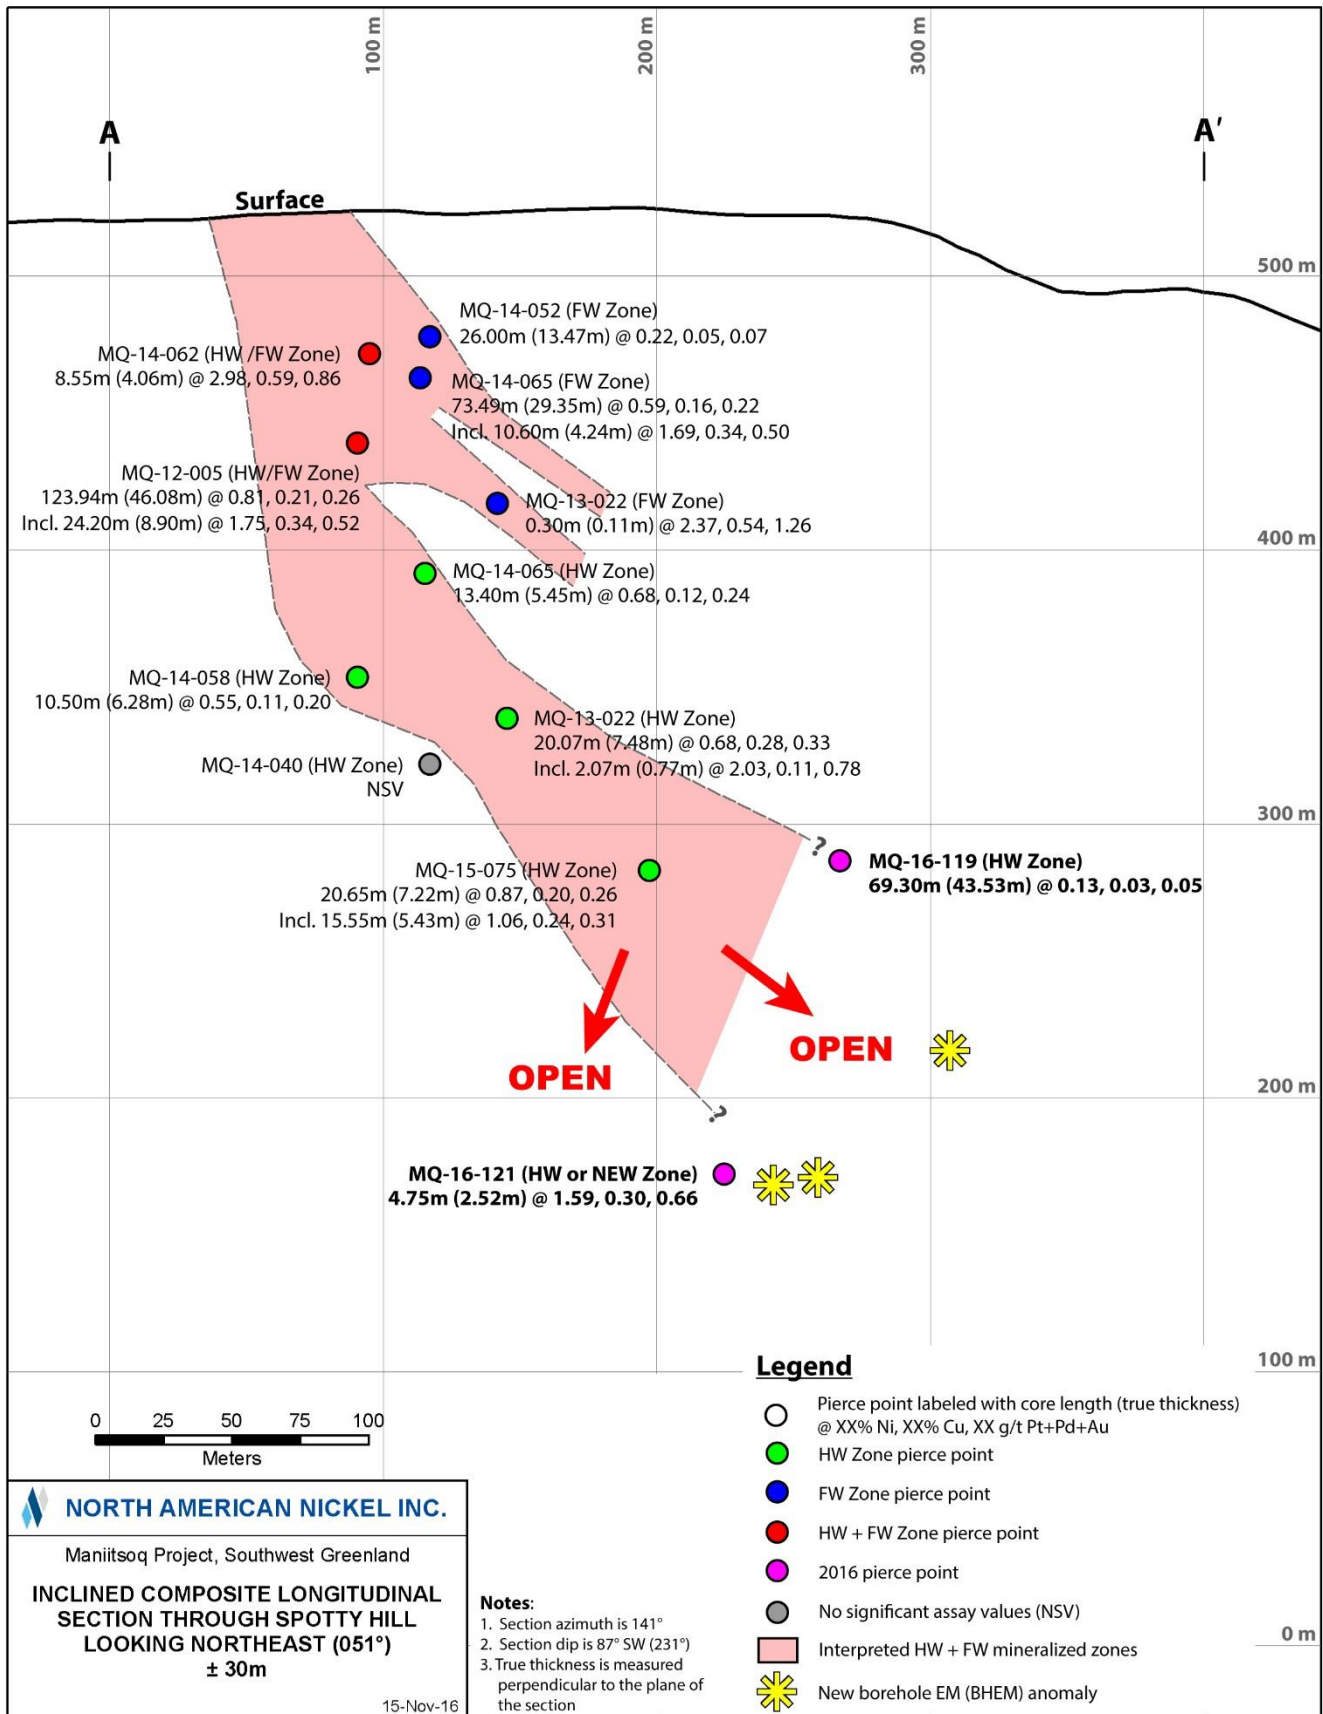 100 m
200 m
300 m
A
A′
Surface
500 m
MQ-14-052 (FW Zone)
26.00m (13.47m) @ 0.22, 0.05, 0.07
MQ-14-062 (HW /FW Zone)
8.55m (4.06m) @ 2.98, 0.59, 0.86
MQ-14-065 (FW Zone)
73.49m (29.35m) @ 0.59, 0.16, 0.22
Incl. 10.60m (4.24m) @ 1.69, 0.34, 0.50
MQ-12-005 (HW/FW Zone)
123.94m (46.08m) @ 0.81, 0.21, 0.26
Incl. 24.20m (8.90m) @ 1.75, 0.34, 0.52
MQ-13-022 (FW Zone)
0.30m (0.11m) @ 2.37, 0.54, 1.26
400 m
MQ-14-065 (HW Zone)
13.40m (5.45m) @ 0.68, 0.12, 0.24
MQ-14-058 (HW Zone)
10.50m (6.28m) @ 0.55, 0.11, 0.20
MQ-13-022 (HW Zone)
20.07m (7.48m) @ 0.68, 0.28, 0.33
Incl. 2.07m (0.77m) @ 2.03, 0.11, 0.78
MQ-14-040 (HW Zone)
NSV
300 m
?
MQ-16-119 (HW Zone)
69.30m (43.53m) @ 0.13, 0.03, 0.05
MQ-15-075 (HW Zone)
20.65m (7.22m) @ 0.87, 0.20, 0.26
Incl. 15.55m (5.43m) @ 1.06, 0.24, 0.31
OPEN
OPEN
200 m
?
MQ-16-121 (HW or NEW Zone)
4.75m (2.52m) @ 1.59, 0.30, 0.66
100 m
Legend
Pierce point labeled with core length (true thickness)
@ XX% Ni, XX% Cu, XX g/t Pt+Pd+Au
HW Zone pierce point
FW Zone pierce point
HW + FW Zone pierce point
2016 pierce point
No significant assay values (NSV)
Interpreted HW + FW mineralized zones
New borehole EM (BHEM) anomaly
0 m
0 25 50 75 100
Meters
NORTH AMERICAN NICKEL INC.
Maniitsoq Project, Southwest Greenland
INCLINED COMPOSITE LONGITUDINAL
SECTION THROUGH SPOTTY HILL
LOOKING NORTHEAST (051°)
± 30m
15-Nov-16
Notes:
1. Section azimuth is 141°
2. Section dip is 87° SW (231°)
3. True thickness is measured
perpendicular to the plane of
the section